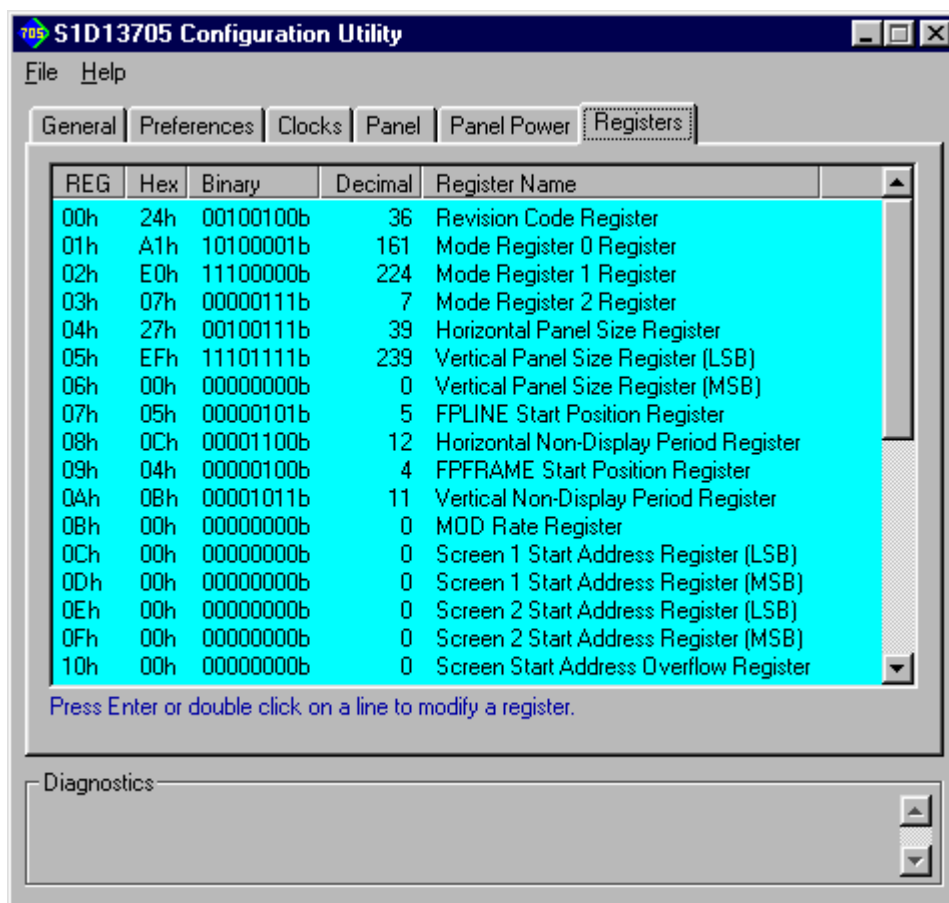 705 S1D13705 Configuration Utility
File Help
General Preferences Clocks Panel Panel Power Registers
REG Hex Binary Decimal Register Name
00h 24h 00100100b 36 Revision Code Register
01h A1h 10100001b 161 Mode Register 0 Register
02h E0h 11100000b 224 Mode Register 1 Register
03h 07h 00000111b 7 Mode Register 2 Register
04h 27h 00100111b 39 Horizontal Panel Size Register
05h EFh 11101111b 239 Vertical Panel Size Register (LSB)
06h 00h 00000000b 0 Vertical Panel Size Register (MSB)
07h 05h 00000101b 5 FPLINE Start Position Register
08h 0Ch 00001100b 12 Horizontal Non-Display Period Register
09h 04h 00000100b 4 FPFRAME Start Position Register
0Ah 0Bh 00001011b 11 Vertical Non-Display Period Register
0Bh 00h 00000000b 0 MOD Rate Register
0Ch 00h 00000000b 0 Screen 1 Start Address Register (LSB)
0Dh 00h 00000000b 0 Screen 1 Start Address Register (MSB)
0Eh 00h 00000000b 0 Screen 2 Start Address Register (LSB)
0Fh 00h 00000000b 0 Screen 2 Start Address Register (MSB)
10h 00h 00000000b 0 Screen Start Address Overflow Register
Press Enter or double click on a line to modify a register.
Diagnostics